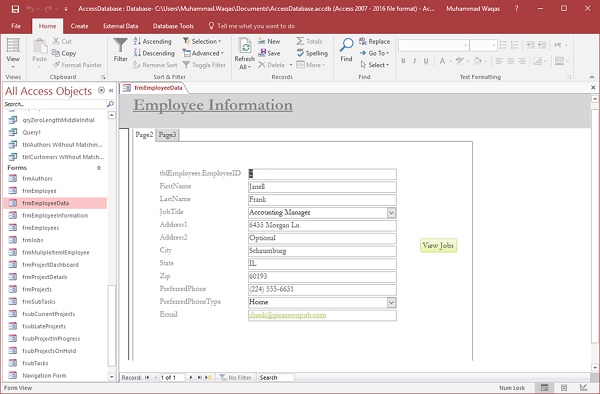 AccessDatabase : Database- C:\Users\Muhammad.Waqas\Documents\AccessDatabase.accdb (Access 2007 - 2016 file format) - Ac...
Muhammad Waqas
File Home Create External Data Database Tools Tell me what you want to do
View
Paste
Cut
Copy
Format Painter
Filter
Ascending
Descending
Remove Sort
Selection
Advanced
Toggle Filter
Refresh All
New
Save
Delete
Totals
Spelling
More
Find
Replace
Go To
Select
B I U
Views Clipboard Sort & Filter Records Find Text Formatting
All Access Objects
Search...
qryZeroLengthMiddleInitial
Query1
tblAuthors Without Matching...
tblCustomers Without Matchi...
Forms
frmAuthors
frmEmployee
frmEmployeeData
frmEmployeeInformation
frmEmployees
frmJobs
frmMulipleItemEmployee
frmProjectDashboard
frmProjectDetails
frmProjects
frmSubTasks
fsubCurrentProjects
fsubLateProjects
fsubProjectInProgress
fsubProjectsOnHold
fsubTasks
Navigation Form
frmEmployeeData
Employee Information
Page2 Page3
tblEmployees.EmployeeID 2
FirstName Janell
LastName Frank
JobTitle Accounting Manager
Address1 6433 Morgan Ln
Address2 Optional
City Schaumburg
State IL
Zip 60193
PreferredPhone (224) 555-6631
PreferredPhoneType Home
Email jfrank@picaroonpub.com
View Jobs
Record: 1 of 1 No Filter Search
Form View Num Lock